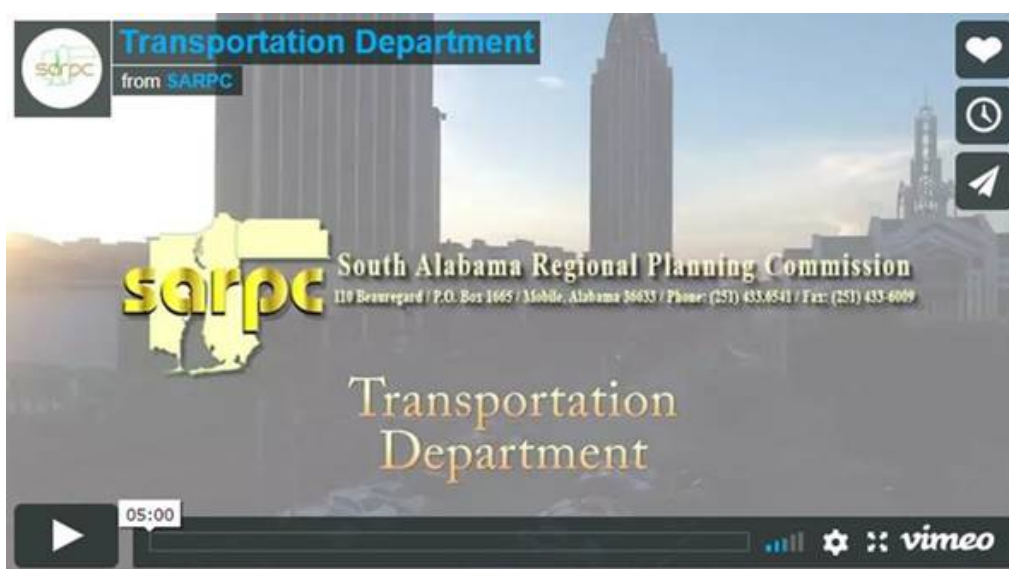 Transportation Department
from SARPC
sarpc
sarpc
South Alabama Regional Planning Commission
110 Beauregard / P.O. Box 1665 / Mobile, Alabama 36633 / Phone: (251) 433.6541 / Fax: (251) 433-6009
Transportation
Department
05:00
vimeo